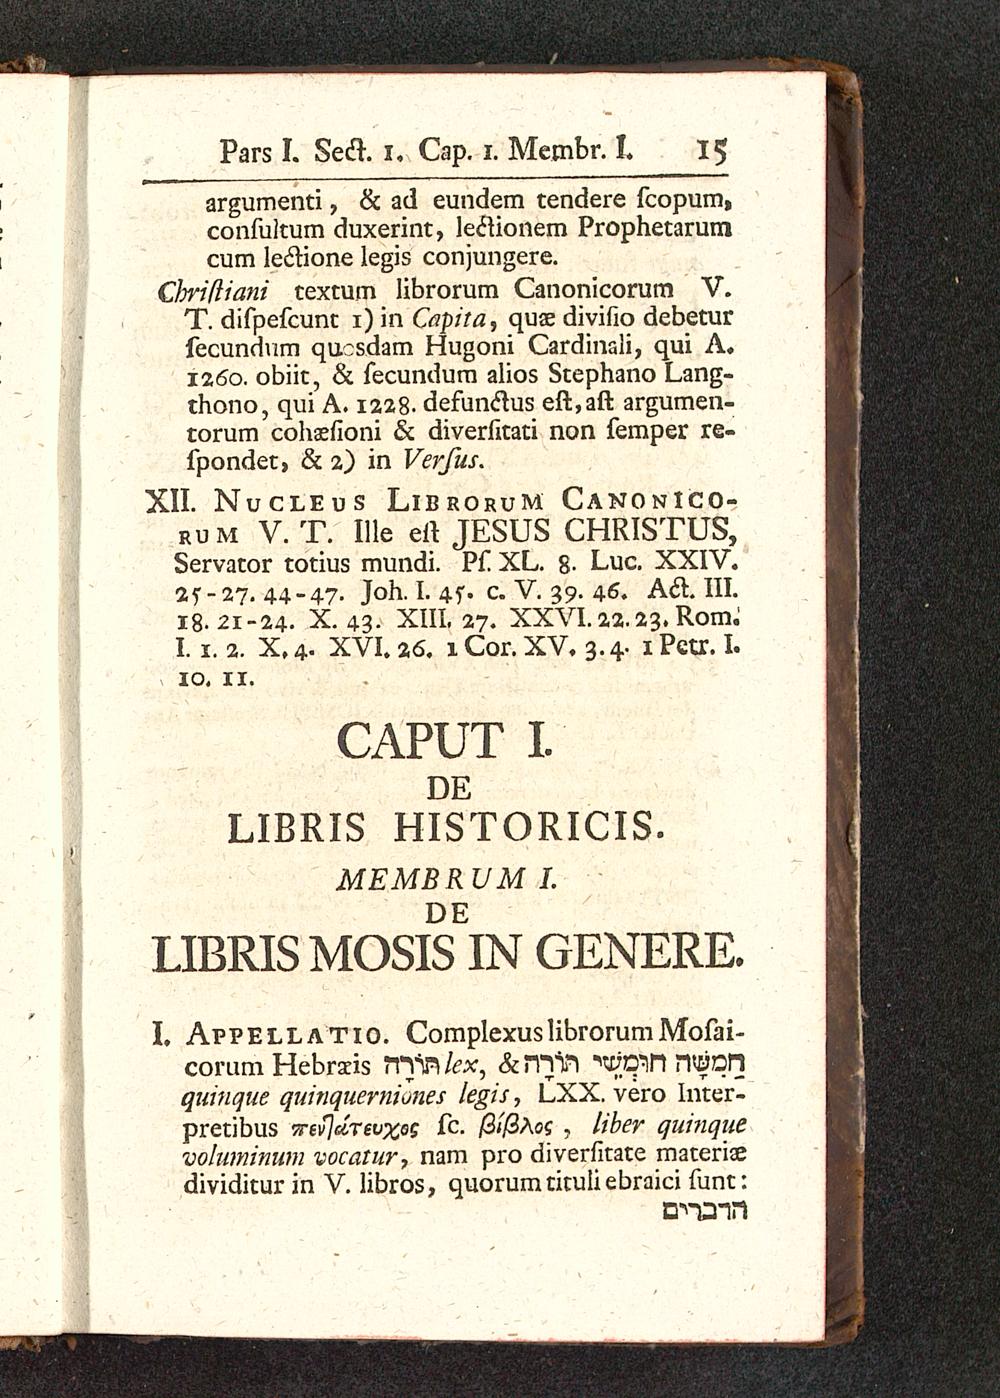 Pars I. Sect. 1. Cap. 1. Membr. I. 15
argumenti, & ad eundem tendere ſcopum,
conſultum duxerint, lectionem Prophetarum
cum lectione legis conjungere.
Chriſtiani textum librorum Canonicorum V.
T. diſpeſcunt 1) in Capita, quæ diviſio debetur
ſecundum quosdam Hugoni Cardinali, qui A.
1260. obiit, & ſecundum alios Stephano Lang-
thono, qui A. 1228. defunctus eſt, aſt argumen-
torum cohæſioni & diverſitati non ſemper re-
ſpondet, & 2) in Verſus.
XII. NUCLEUS LIBRORUM CANONICO-
RUM V. T. Ille eſt JESUS CHRISTUS,
Servator totius mundi. Pſ. XL. 8. Luc. XXIV.
25-27. 44-47. Joh. I. 45. c. V. 39. 46. Act. III.
18. 21-24. X. 43. XIII. 27. XXVI. 22. 23. Rom.
I. 1. 2. X. 4. XVI. 26. 1 Cor. XV. 3. 4. 1 Petr. I.
10. 11.
CAPUT I.
DE
LIBRIS HISTORICIS.
MEMBRUM I.
DE
LIBRIS MOSIS IN GENERE.
I. APPELLATIO. Complexus librorum Moſai-
corum Hebræis תּוֹרָה lex, & חֲמִשָּׁה חוּמְשֵׁי תּוֹרָה
quinque quinquerniones legis, LXX. vero Inter-
pretibus πεντάτευχος ſc. βίβλος, liber quinque
voluminum vocatur, nam pro diverſitate materiæ
dividitur in V. libros, quorum tituli ebraici ſunt:
הדברים